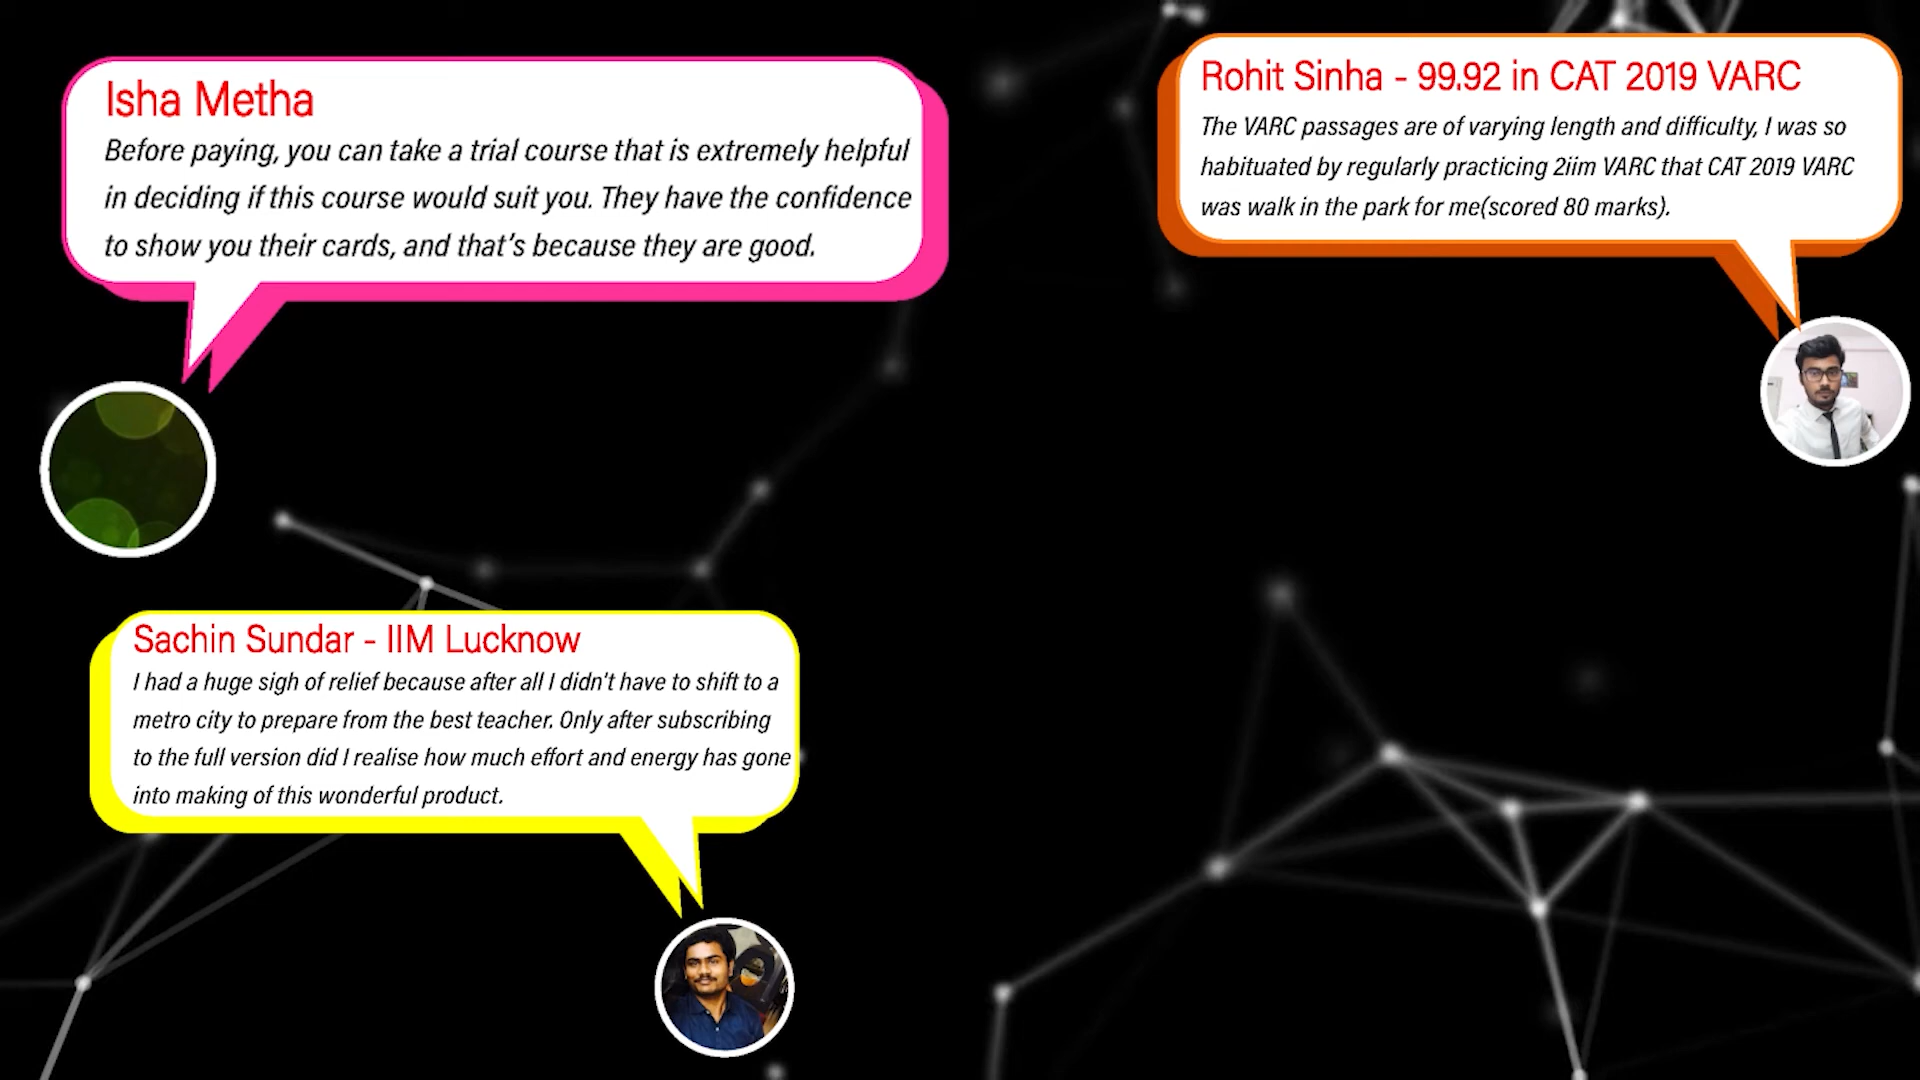 Isha Metha
Before paying, you can take a trial course that is extremely helpful
in deciding if this course would suit you. They have the confidence
to show you their cards, and that's because they are good.
Rohit Sinha - 99.92 in CAT 2019 VARC
The VARC passages are of varying length and difficulty, I was so
habituated by regularly practicing 2iim VARC that CAT 2019 VARC
was walk in the park for me(scored 80 marks).
Sachin Sundar - IIM Lucknow
I had a huge sigh of relief because after all I didn't have to shift to a
metro city to prepare from the best teacher. Only after subscribing
to the full version did I realise how much effort and energy has gone
into making of this wonderful product.